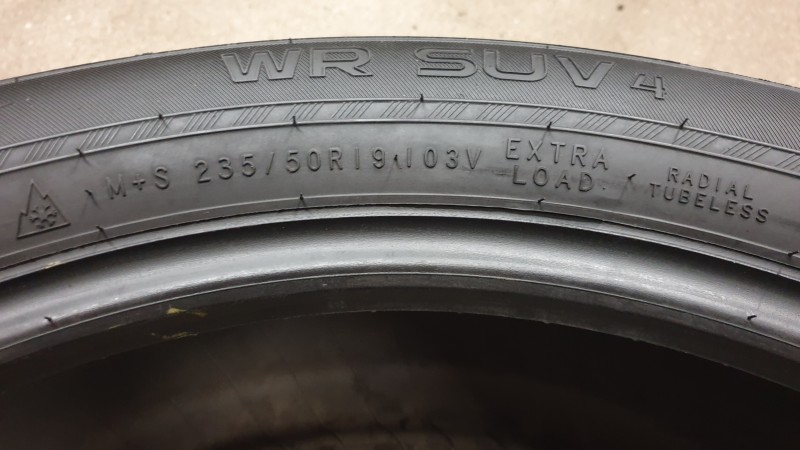 WR SUV 4
M+S 235/50R19 103V EXTRA
LOAD
RADIAL
TUBELESS